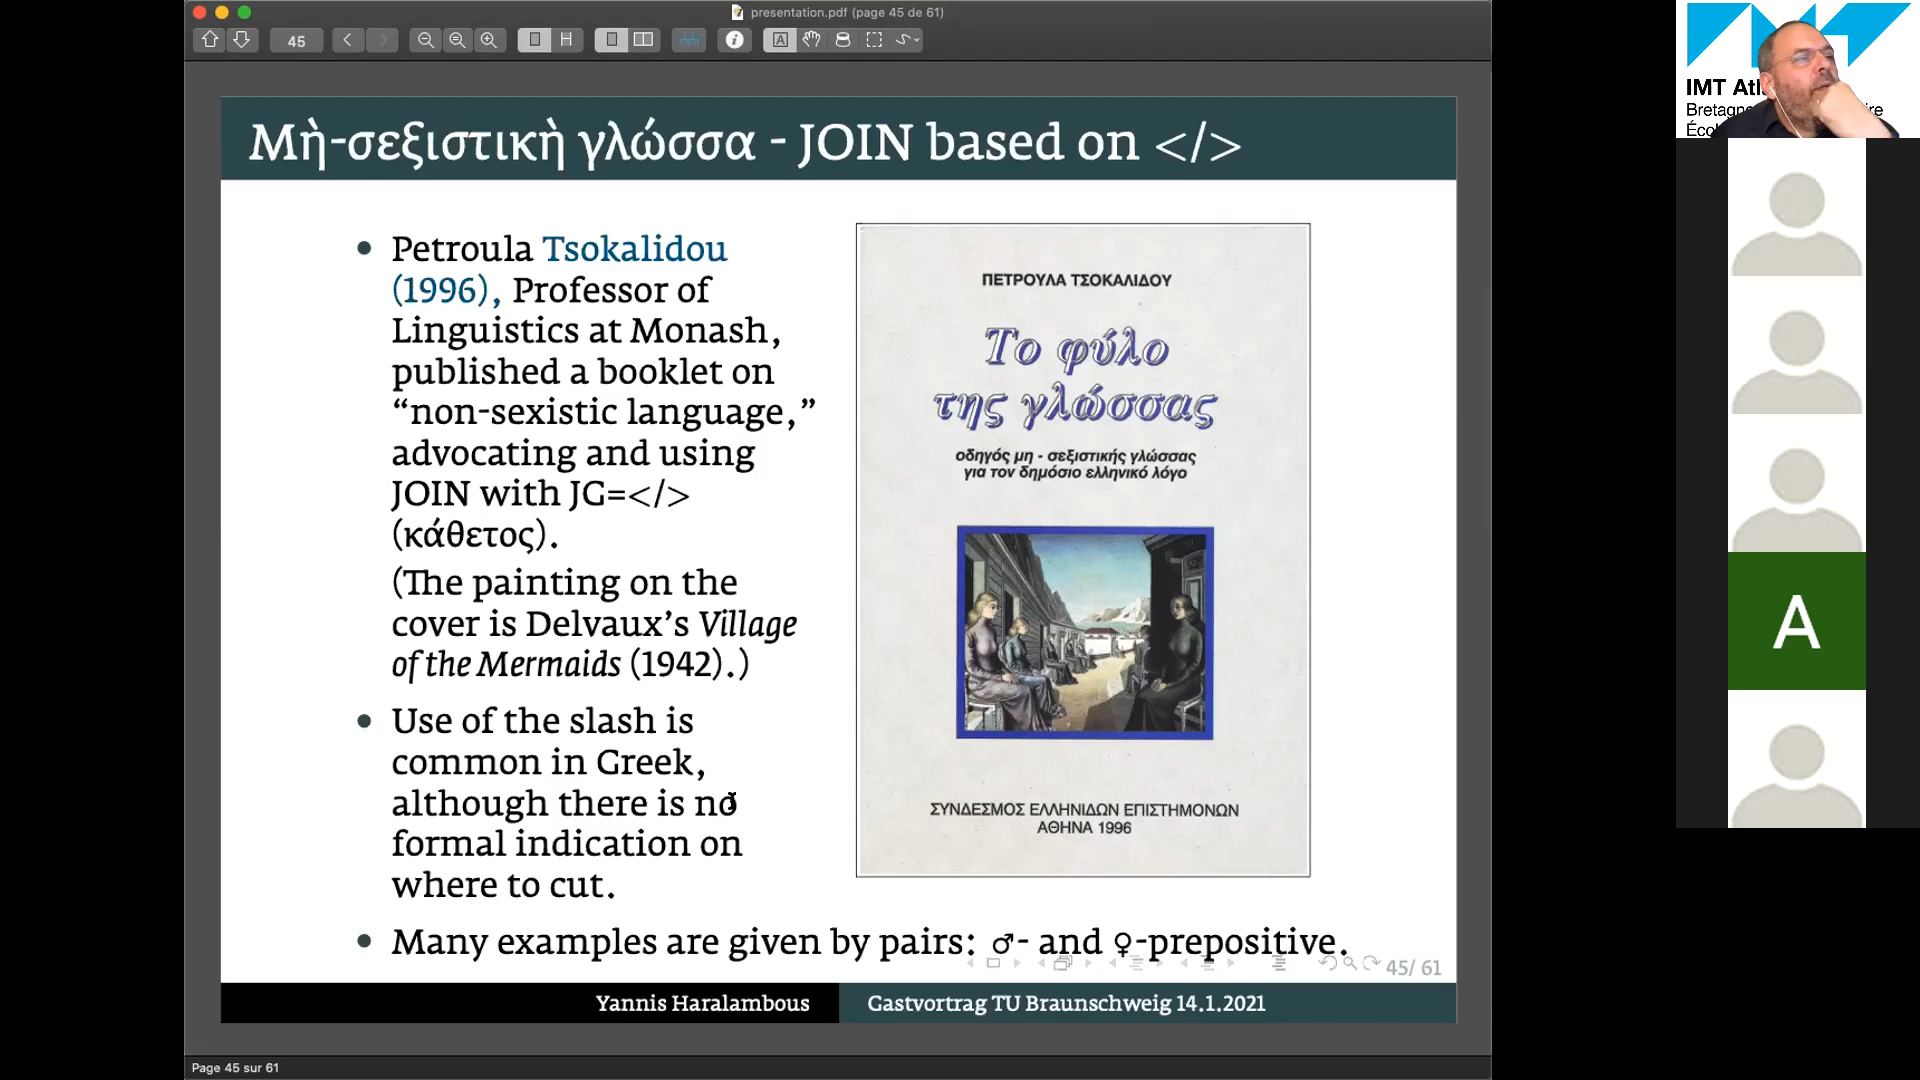 presentation.pdf (page 45 de 61)
45
IMT Atl
Bretagne ire
Écol
Μὴ-σεξιστικὴ γλώσσα - JOIN based on </>
• Petroula Tsokalidou
(1996), Professor of
Linguistics at Monash,
published a booklet on
“non-sexistic language,”
advocating and using
JOIN with JG=</>
(κάθετος).
(The painting on the
cover is Delvaux’s Village
of the Mermaids (1942).)
• Use of the slash is
common in Greek,
although there is no
formal indication on
where to cut.
• Many examples are given by pairs: ♂- and ♀-prepositive.
ΠΕΤΡΟΥΛΑ ΤΣΟΚΑΛΙΔΟΥ
Το φύλο
της γλώσσας
οδηγός μη - σεξιστικής γλώσσας
για τον δημόσιο ελληνικό λόγο
ΣΥΝΔΕΣΜΟΣ ΕΛΛΗΝΙΔΩΝ ΕΠΙΣΤΗΜΟΝΩΝ
ΑΘΗΝΑ 1996
45/ 61
Yannis Haralambous
Gastvortrag TU Braunschweig 14.1.2021
Page 45 sur 61
A